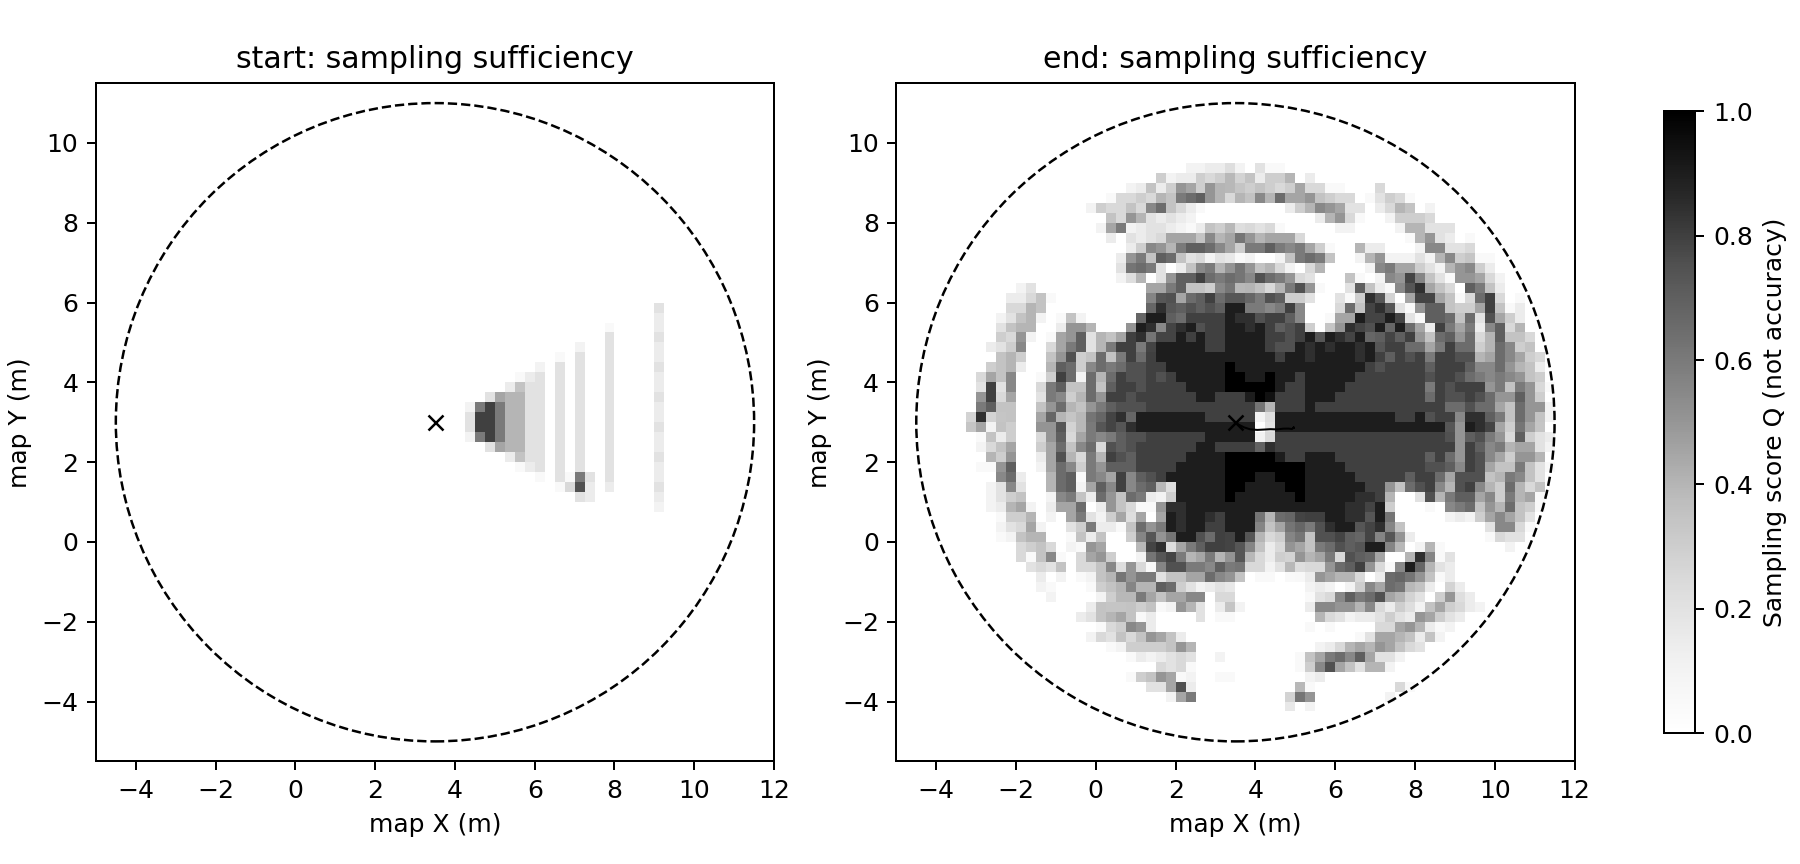 start: sampling sufficiency
end: sampling sufficiency
10
8
6
4
2
0
−2
−4
map Y (m)
−4 −2 0 2 4 6 8 10 12
map X (m)
10
8
6
4
2
0
−2
−4
map Y (m)
−4 −2 0 2 4 6 8 10 12
map X (m)
1.0
0.8
0.6
0.4
0.2
0.0
Sampling score Q (not accuracy)